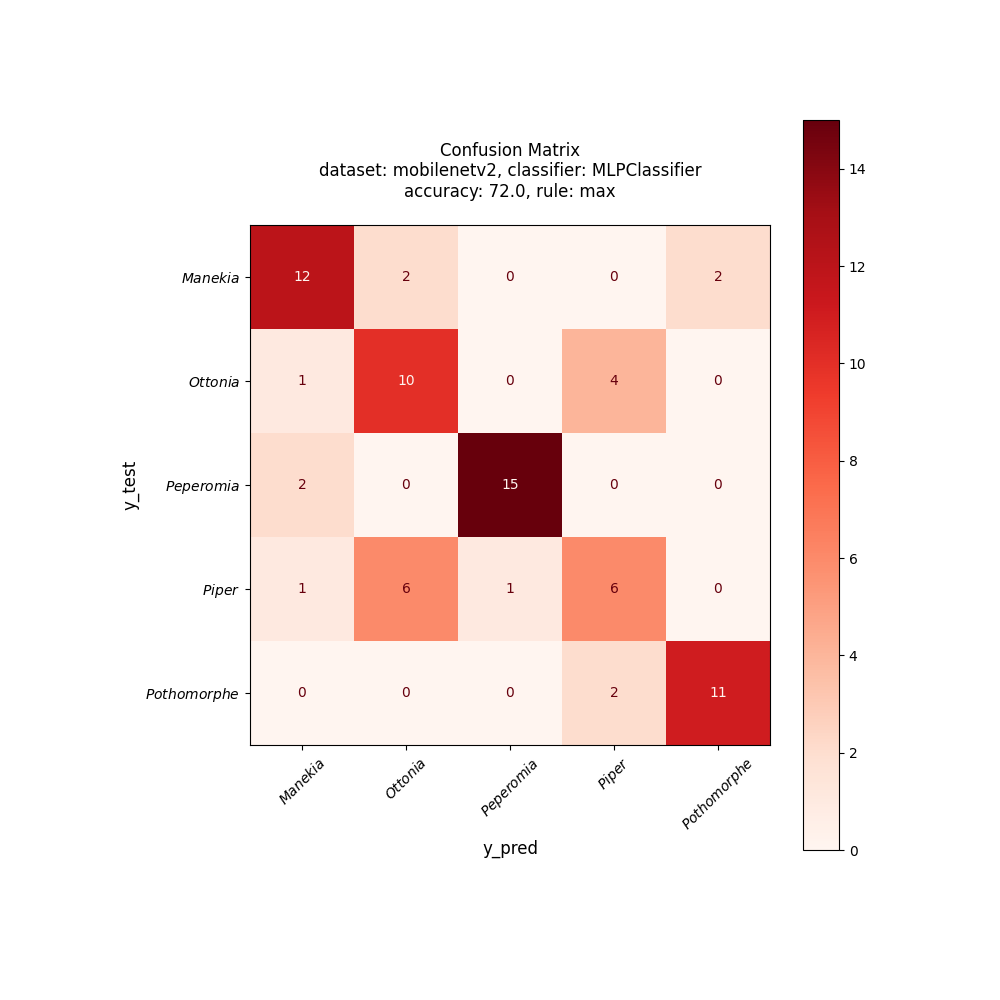 Confusion Matrix
dataset: mobilenetv2, classifier: MLPClassifier
accuracy: 72.0, rule: max
Manekia 12 2 0 0 2
Ottonia 1 10 0 4 0
Peperomia 2 0 15 0 0
Piper 1 6 1 6 0
Pothomorphe 0 0 0 2 11
y_test
Manekia Ottonia Peperomia Piper Pothomorphe
y_pred
14
12
10
8
6
4
2
0